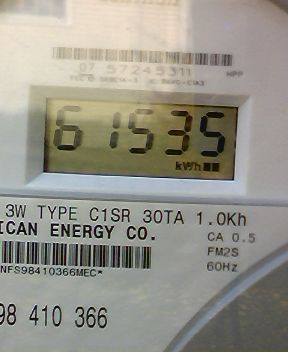 07 57245311 HPP
61535
kWh
3W TYPE C1SR 30TA 1.0Kh
ICAN ENERGY CO.
CA 0.5
FM2S
NFS98410366MEC*
60Hz
98 410 366